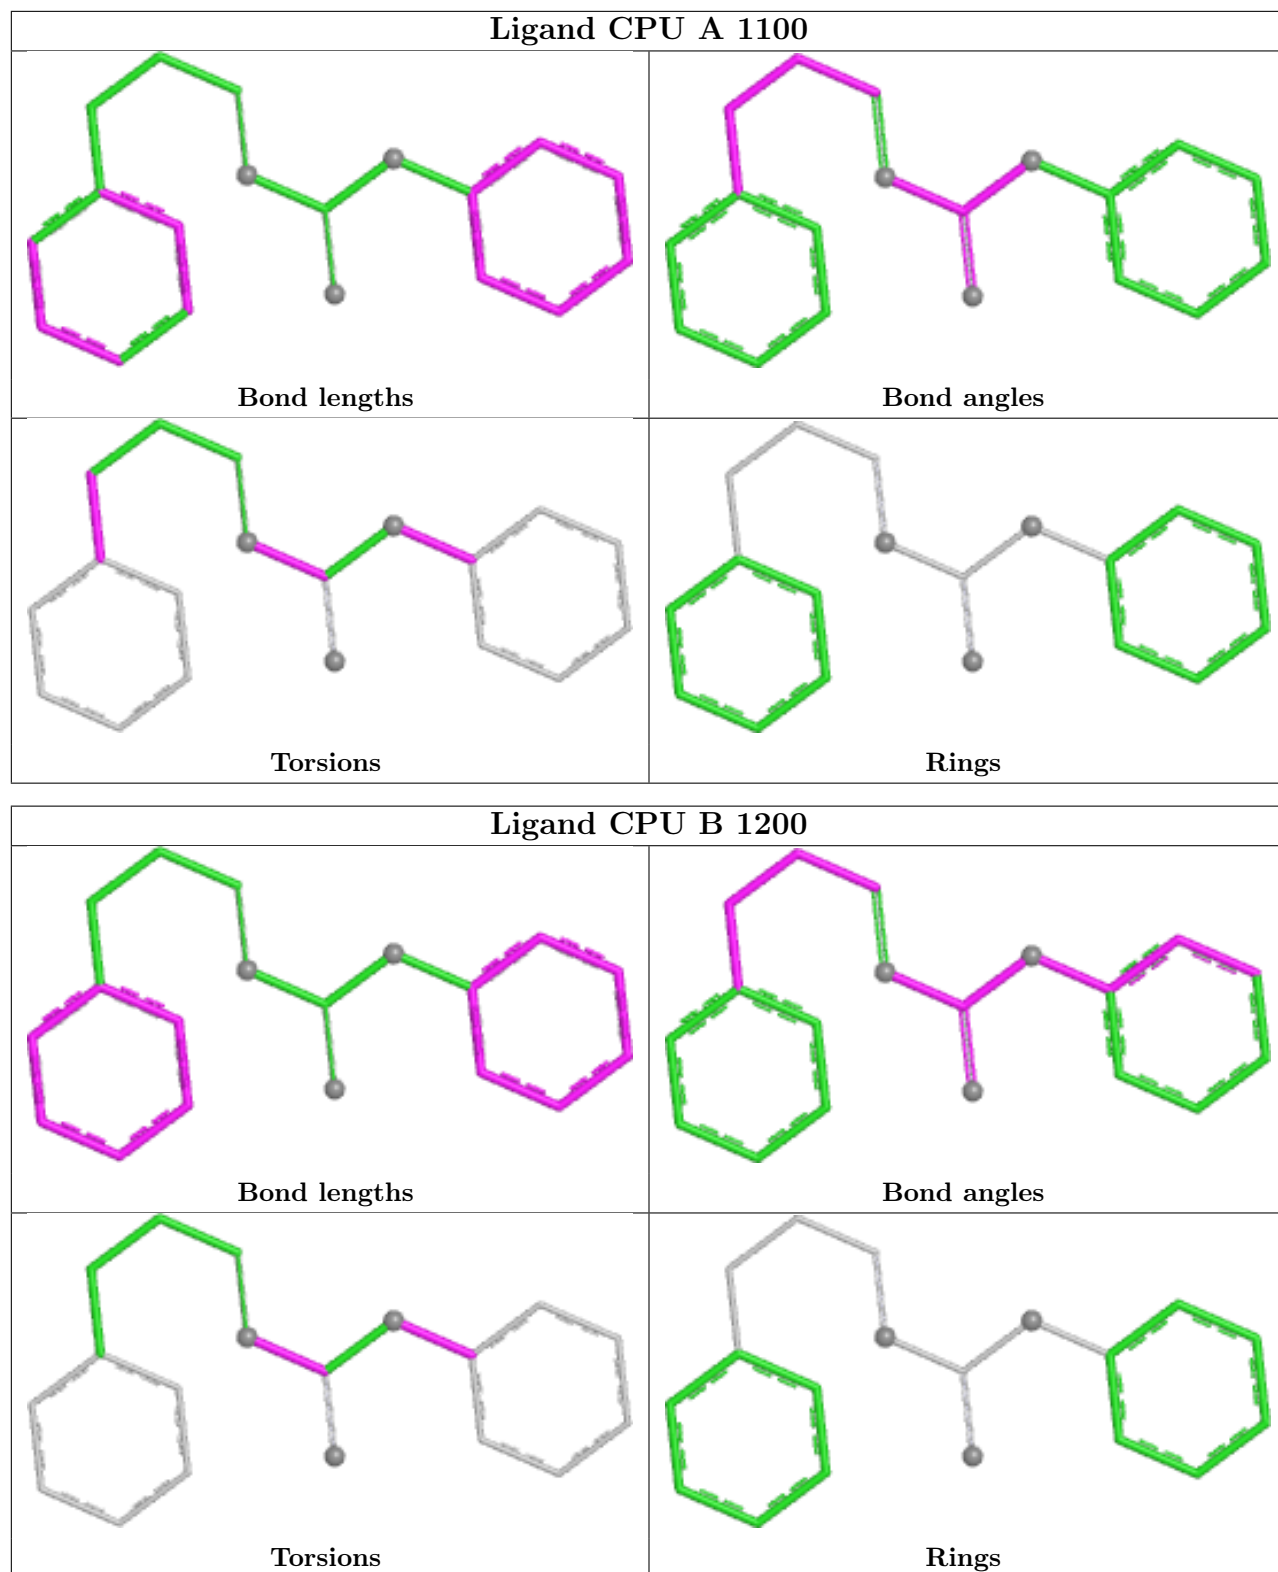 Ligand CPU A 1100
Bond lengths
Bond angles
Torsions
Rings
Ligand CPU B 1200
Bond lengths
Bond angles
Torsions
Rings